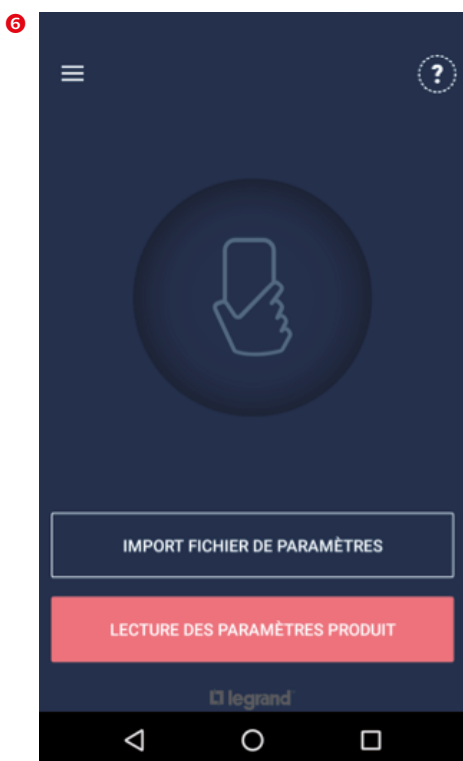 6
?
IMPORT FICHIER DE PARAMÈTRES
LECTURE DES PARAMÈTRES PRODUIT
legrand